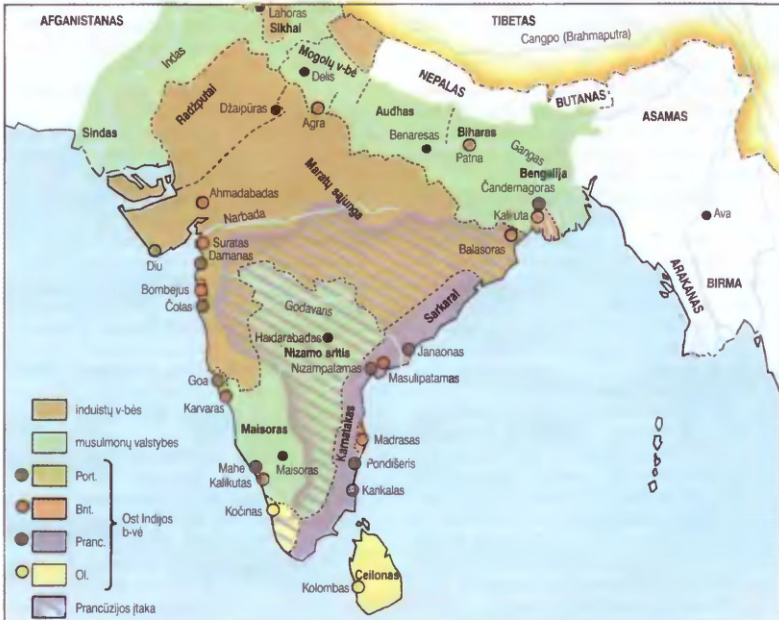 AFGANISTANAS
Lahoras
Sikhai
TIBETAS
Cangpo (Brahmaputra)
Indas
Mogolų v-bė
Delis
NEPALAS
BUTANAS
ASAMAS
Radžputai
Džaipūras
Agra
Audhas
Sindas
Benaresas
Biharas
Patna
Gangas
Bengalija
Čandernagoras
Ahmadabadas
Maratų sąjunga
Kalkuta
Ava
Narbada
Suratas
Damanas
Balasoras
Diu
ARAKANAS
BIRMA
Bombejus
Čolas
Godavaris
Sarkarai
Haidarabadas
Nizamo sritis
Janaonas
Nizampatamas
Masulipatamas
Goa
Karvaras
Karnatakas
Maisoras
Madrasas
Mahe
Maisoras
Pondišeris
Kalikutas
Karikalas
Kočinas
Ceilonas
Kolombas
induistų v-bės
musulmonų valstybės
Port.
Brit.
Ost Indijos
b-vė
Pranc.
Ol.
Prancūzijos įtaka